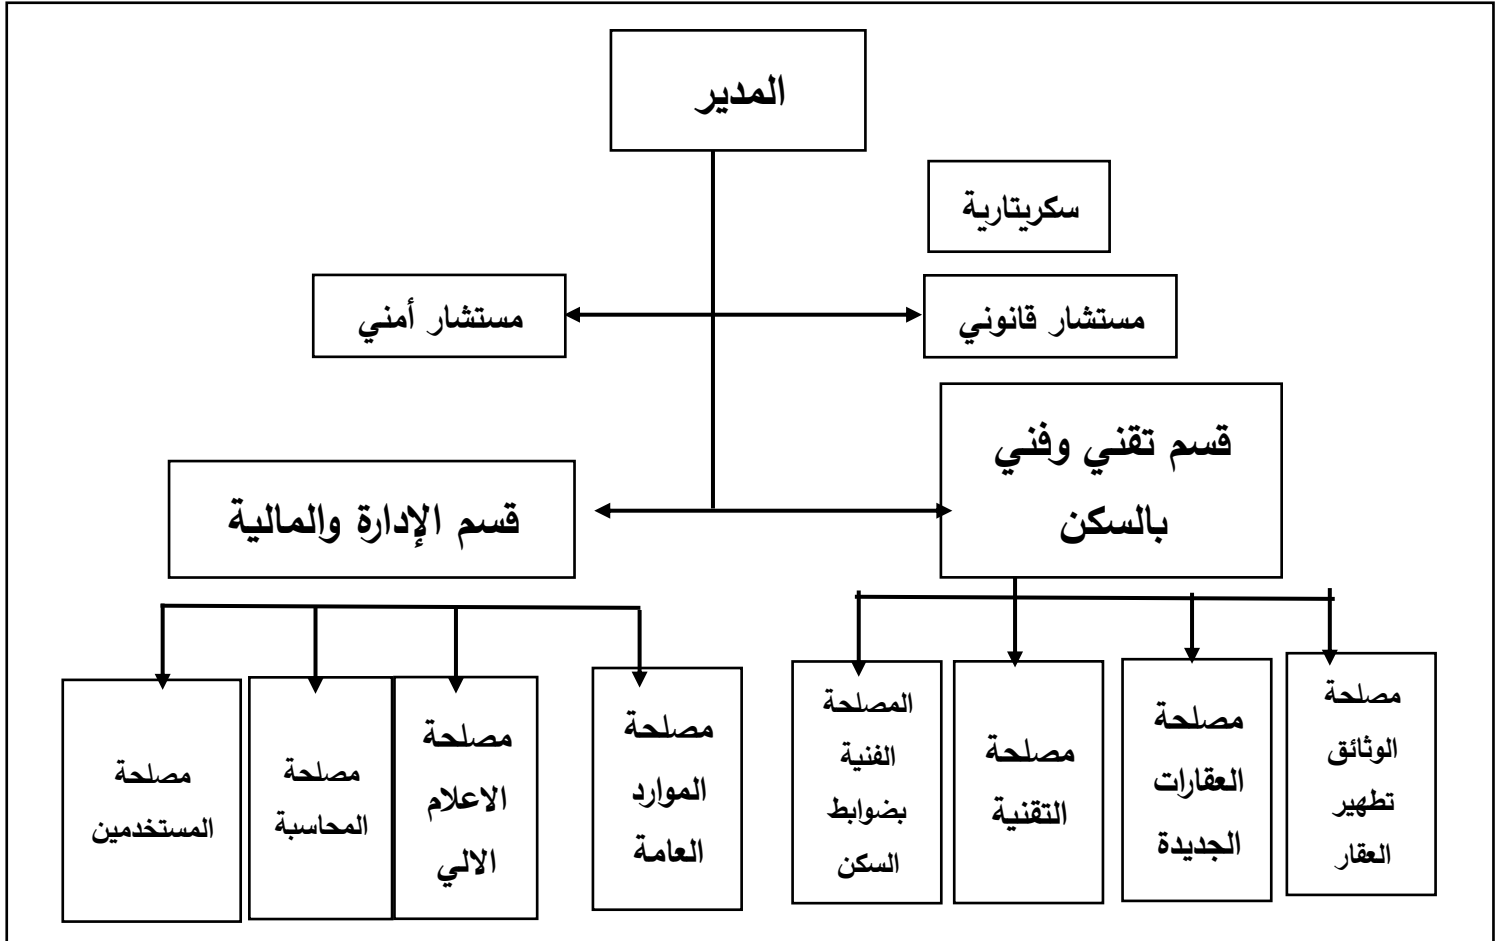 المدير
سكريتارية
مستشار قانوني
مستشار أمني
قسم تقني وفني
بالسكن
قسم الإدارة والمالية
مصلحة
الوثائق
تطهير
العقار
مصلحة
العقارات
الجديدة
مصلحة
التقنية
المصلحة
الفنية
بضوابط
السكن
مصلحة
الموارد
العامة
مصلحة
الاعلام
الالي
مصلحة
المحاسبة
مصلحة
المستخدمين